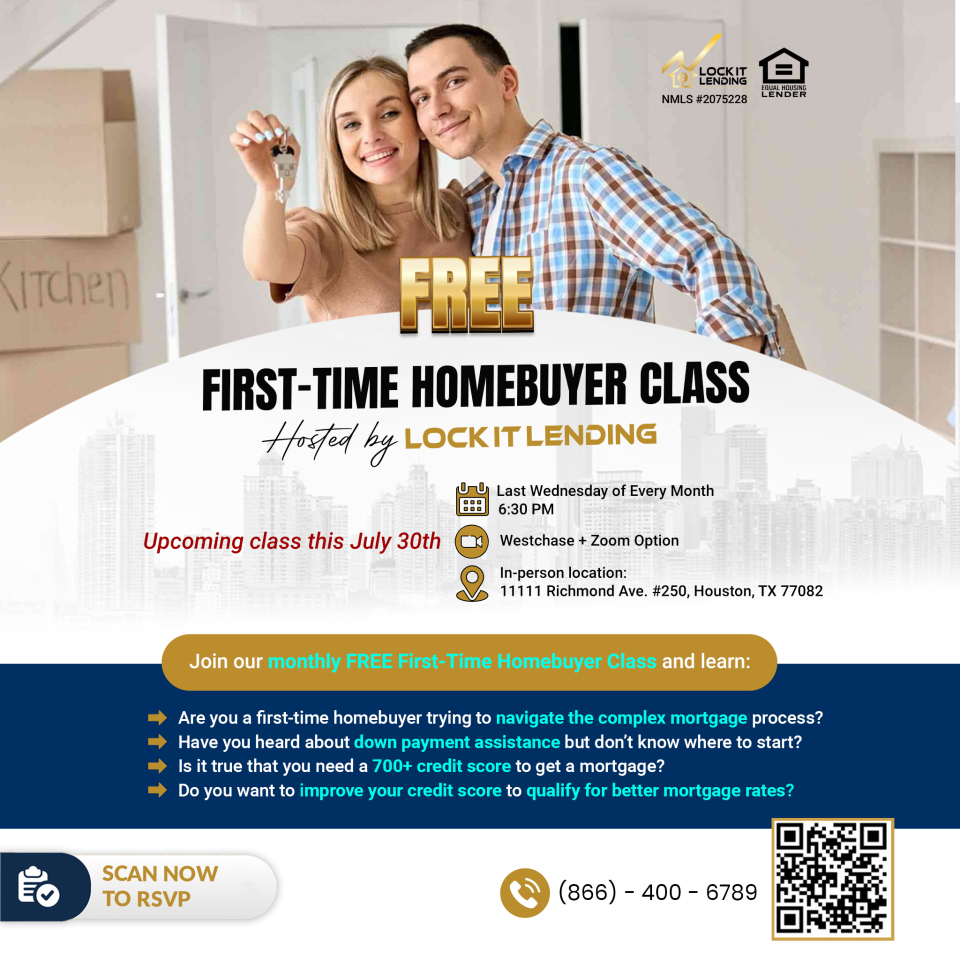 LOCK IT
LENDING
NMLS #2075228
EQUAL HOUSING
LENDER
Kitchen
FREE
FIRST-TIME HOMEBUYER CLASS
Hosted by LOCK IT LENDING
Last Wednesday of Every Month
6:30 PM
Upcoming class this July 30th
Westchase + Zoom Option
In-person location:
11111 Richmond Ave. #250, Houston, TX 77082
Join our monthly FREE First-Time Homebuyer Class and learn:
Are you a first-time homebuyer trying to navigate the complex mortgage process?
Have you heard about down payment assistance but don't know where to start?
Is it true that you need a 700+ credit score to get a mortgage?
Do you want to improve your credit score to qualify for better mortgage rates?
SCAN NOW
TO RSVP
(866) - 400 - 6789